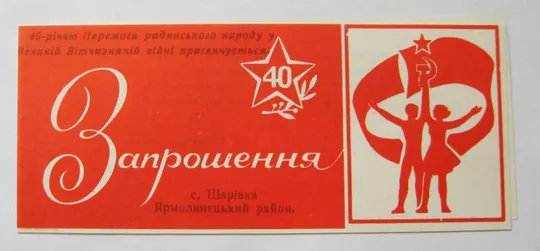 40-річчю Перемоги радянського народу у
Великій Вітчизняній війні присвячується.
40
Запрошення
с. Шарівка
Ярмолинецький район.